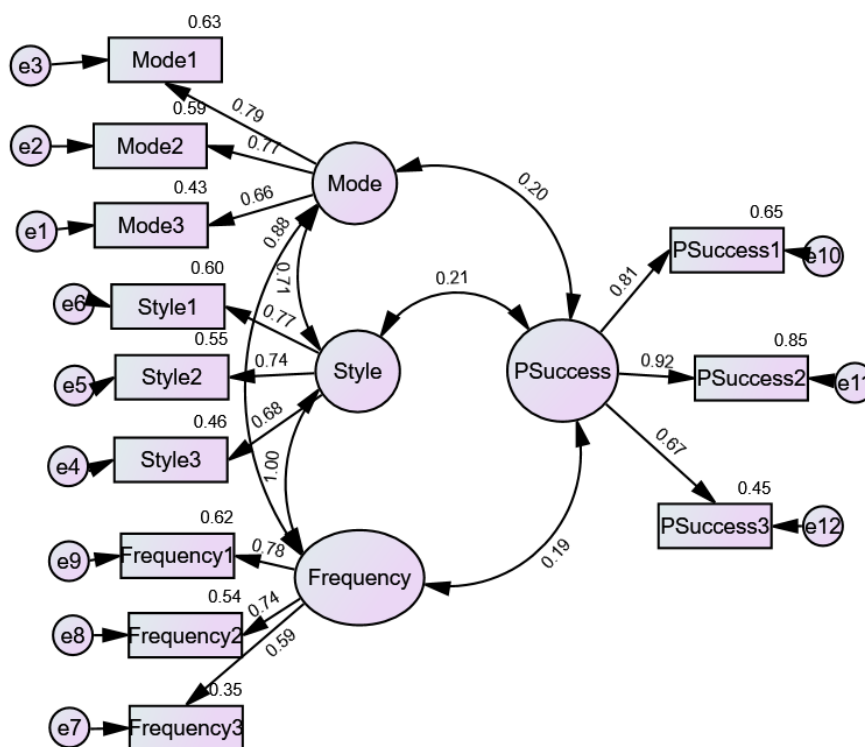 0.63
e3
Mode1
0.79
0.59
e2
Mode2
0.77
Mode
0.43
e1
Mode3
0.66
0.88
0.20
0.71
0.65
PSuccess1
e10
0.81
0.60
e6
Style1
0.77
0.21
0.55
e5
Style2
0.74
Style
PSuccess
0.92
0.85
PSuccess2
e11
0.46
e4
Style3
0.68
1.00
0.67
0.45
PSuccess3
e12
0.62
e9
Frequency1
0.78
Frequency
0.19
0.54
e8
Frequency2
0.74
0.59
0.35
e7
Frequency3